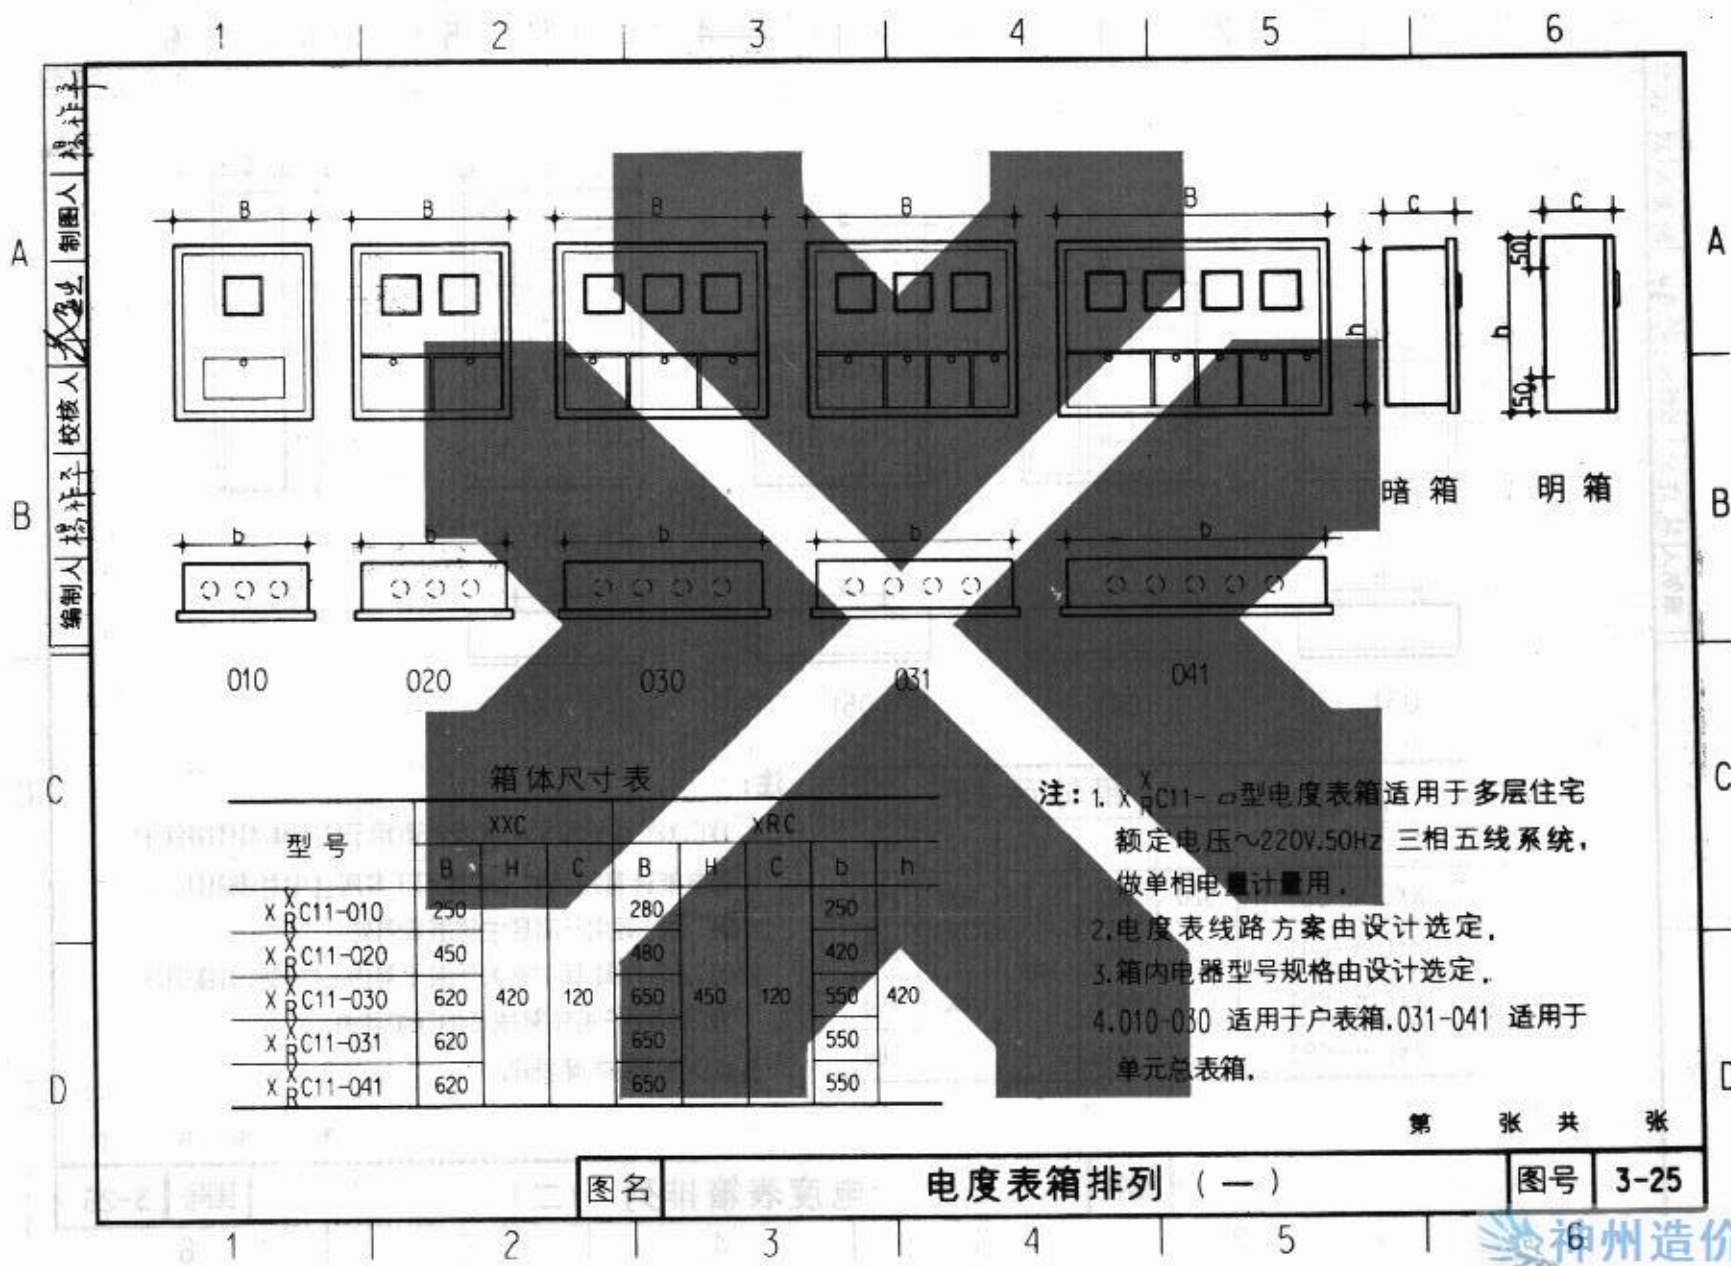 1 2 3 4 5 6
A A
B B B B B C C
50
h h
50
制图人
校核人
编制人
暗箱 明箱
B B
b b b b b
010 020 030 031 041
C C
箱体尺寸表
型号 XXC XRC
B H C B H C b h
X X/R C11-010 250 280 250
X X/R C11-020 450 480 420
X X/R C11-030 620 420 120 650 450 120 550 420
X X/R C11-031 620 650 550
X X/R C11-041 620 650 550
注: 1. X X/R C11-▱型电度表箱适用于多层住宅
额定电压~220V.50Hz 三相五线系统,
做单相电量计量用.
2.电度表线路方案由设计选定.
3.箱内电器型号规格由设计选定.
4.010-030 适用于户表箱.031-041 适用于
单元总表箱.
D D
第 张 共 张
图名 电度表箱排列 (一) 图号 3-25
1 2 3 4 5 6
神州造价